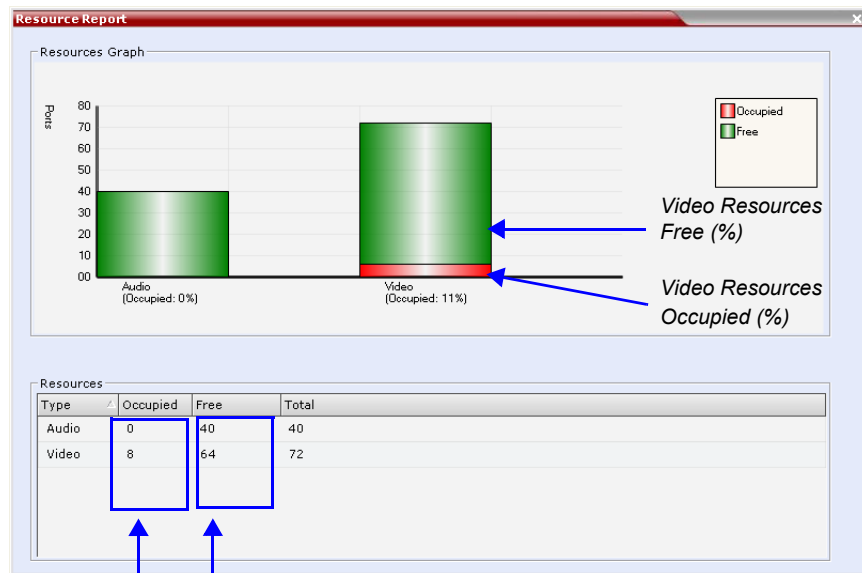 Resource Report
x
Resources Graph
Ports
80
70
60
50
40
30
20
10
00
Audio
(Occupied: 0%)
Video
(Occupied: 11%)
Occupied
Free
Video Resources
Free (%)
Video Resources
Occupied (%)
Resources
Type Occupied Free Total
Audio 0 40 40
Video 8 64 72